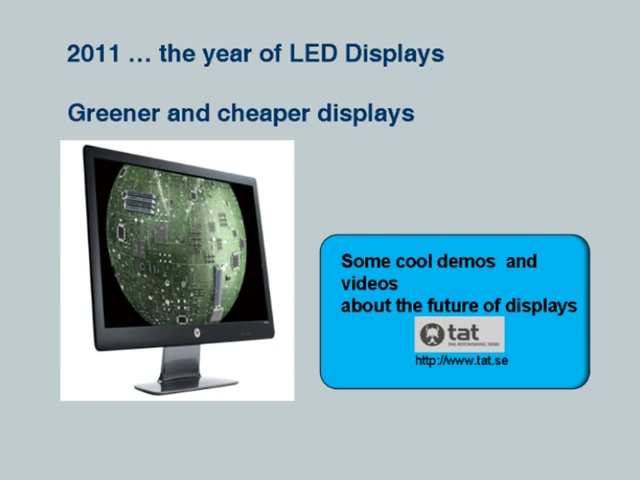 2011 … the year of LED Displays
Greener and cheaper displays
Some cool demos and
videos
about the future of displays
tat
THE ASTONISHING TRIBE
http://www.tat.se
hp